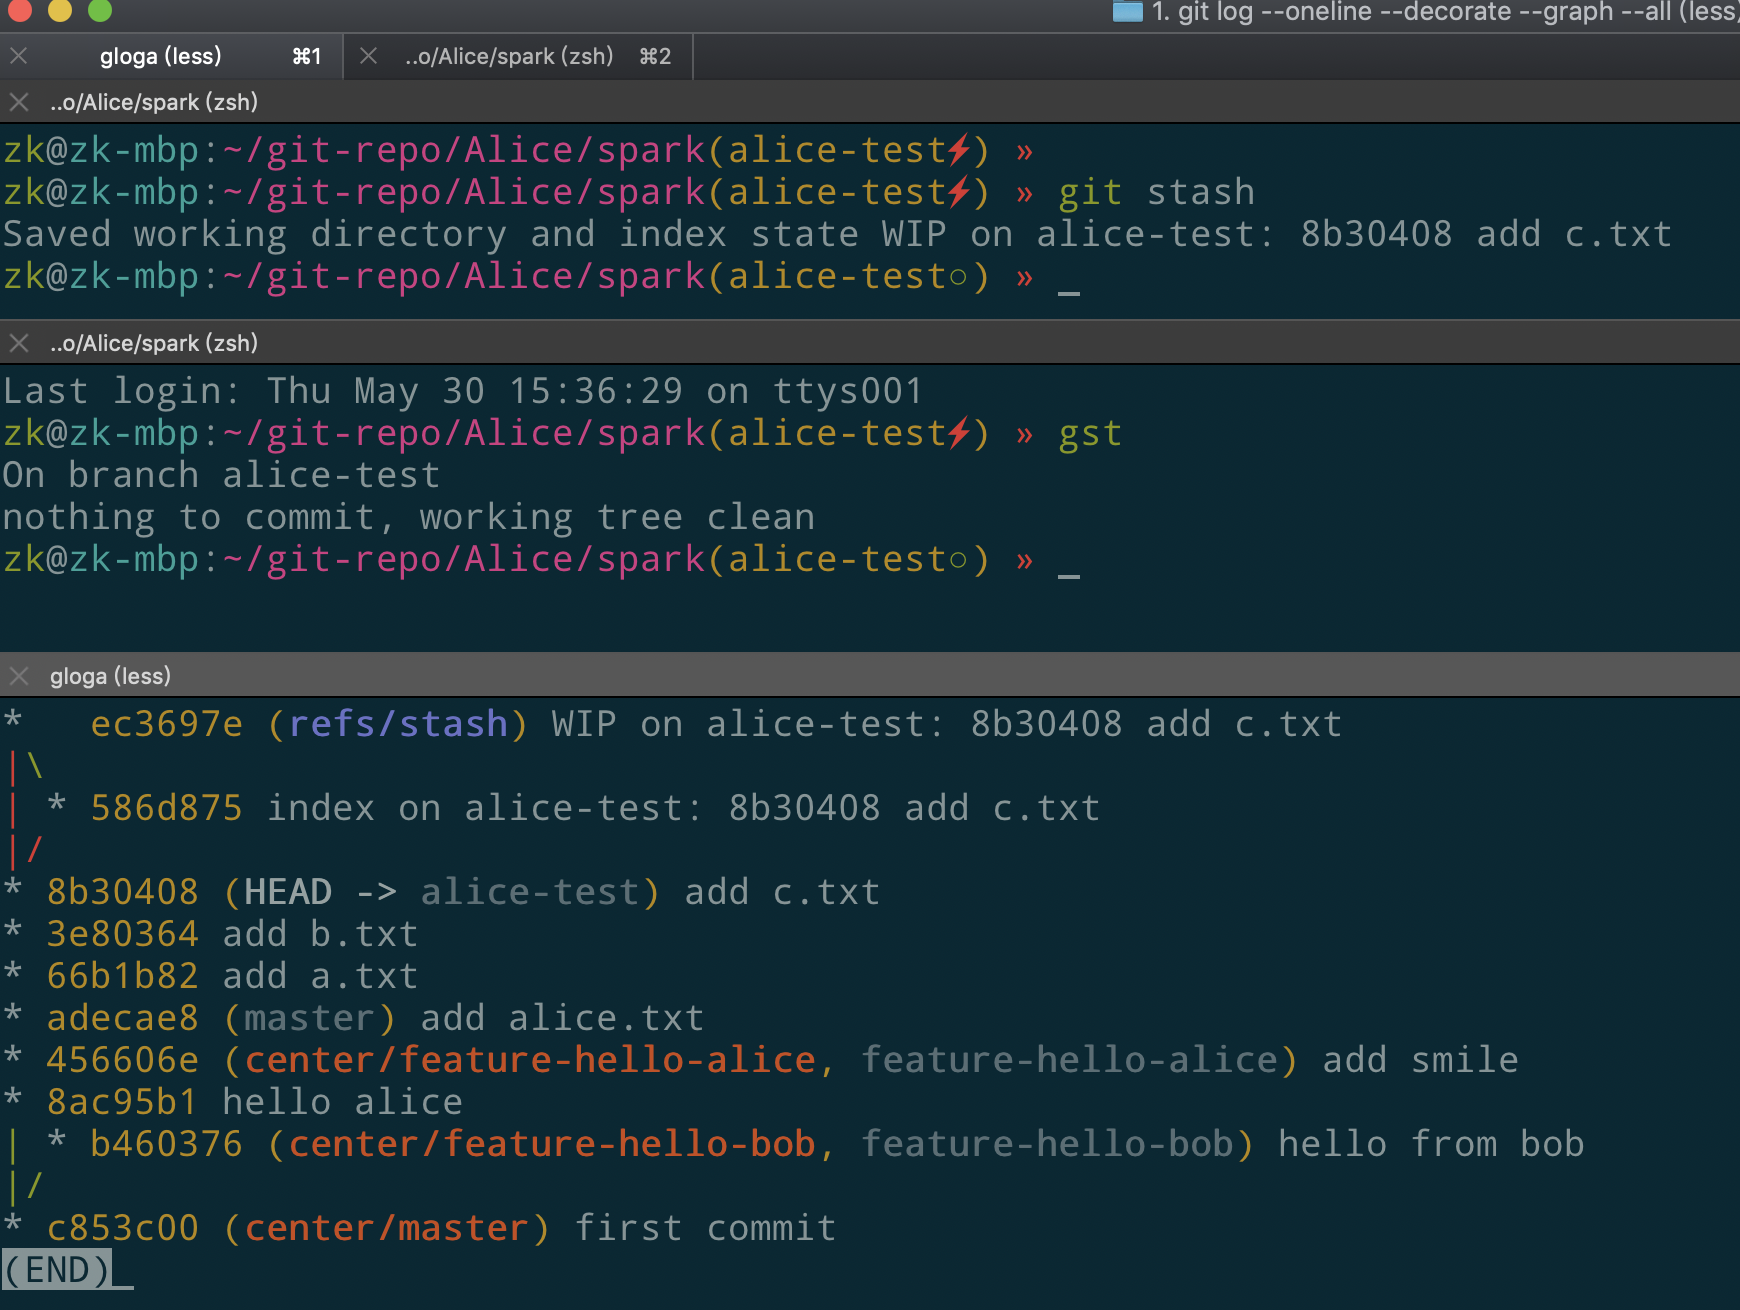 1. git log --oneline --decorate --graph --all (less)
gloga (less) ⌘1 ..o/Alice/spark (zsh) ⌘2
..o/Alice/spark (zsh)
zk@zk-mbp:~/git-repo/Alice/spark(alice-test⚡) »
zk@zk-mbp:~/git-repo/Alice/spark(alice-test⚡) » git stash
Saved working directory and index state WIP on alice-test: 8b30408 add c.txt
zk@zk-mbp:~/git-repo/Alice/spark(alice-test○) » _
..o/Alice/spark (zsh)
Last login: Thu May 30 15:36:29 on ttys001
zk@zk-mbp:~/git-repo/Alice/spark(alice-test⚡) » gst
On branch alice-test
nothing to commit, working tree clean
zk@zk-mbp:~/git-repo/Alice/spark(alice-test○) » _
gloga (less)
*   ec3697e (refs/stash) WIP on alice-test: 8b30408 add c.txt
|\
| * 586d875 index on alice-test: 8b30408 add c.txt
|/
* 8b30408 (HEAD -> alice-test) add c.txt
* 3e80364 add b.txt
* 66b1b82 add a.txt
* adecae8 (master) add alice.txt
* 456606e (center/feature-hello-alice, feature-hello-alice) add smile
* 8ac95b1 hello alice
| * b460376 (center/feature-hello-bob, feature-hello-bob) hello from bob
|/
* c853c00 (center/master) first commit
(END)_